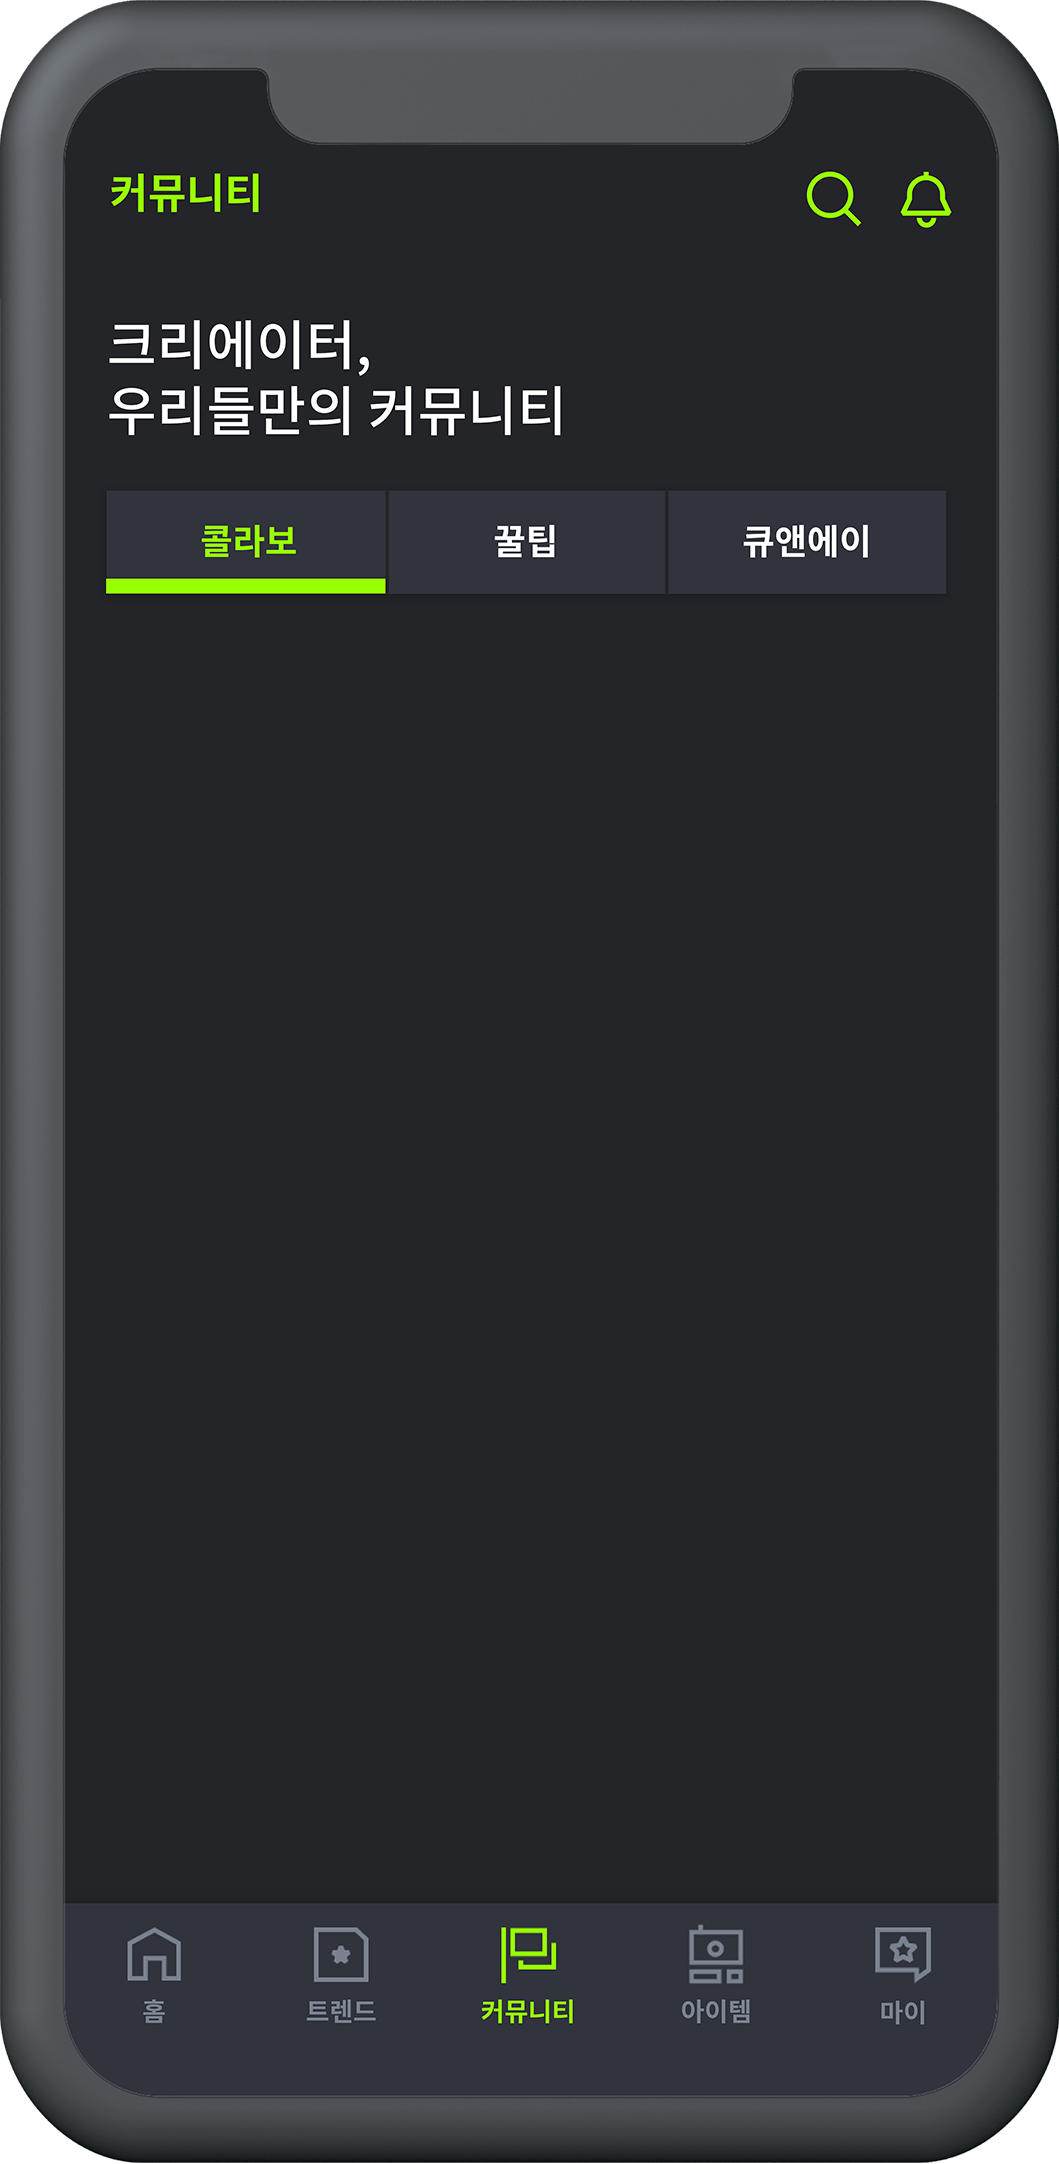 커뮤니티
크리에이터,
우리들만의 커뮤니티
콜라보 꿀팁 큐앤에이
홈 트렌드 커뮤니티 아이템 마이